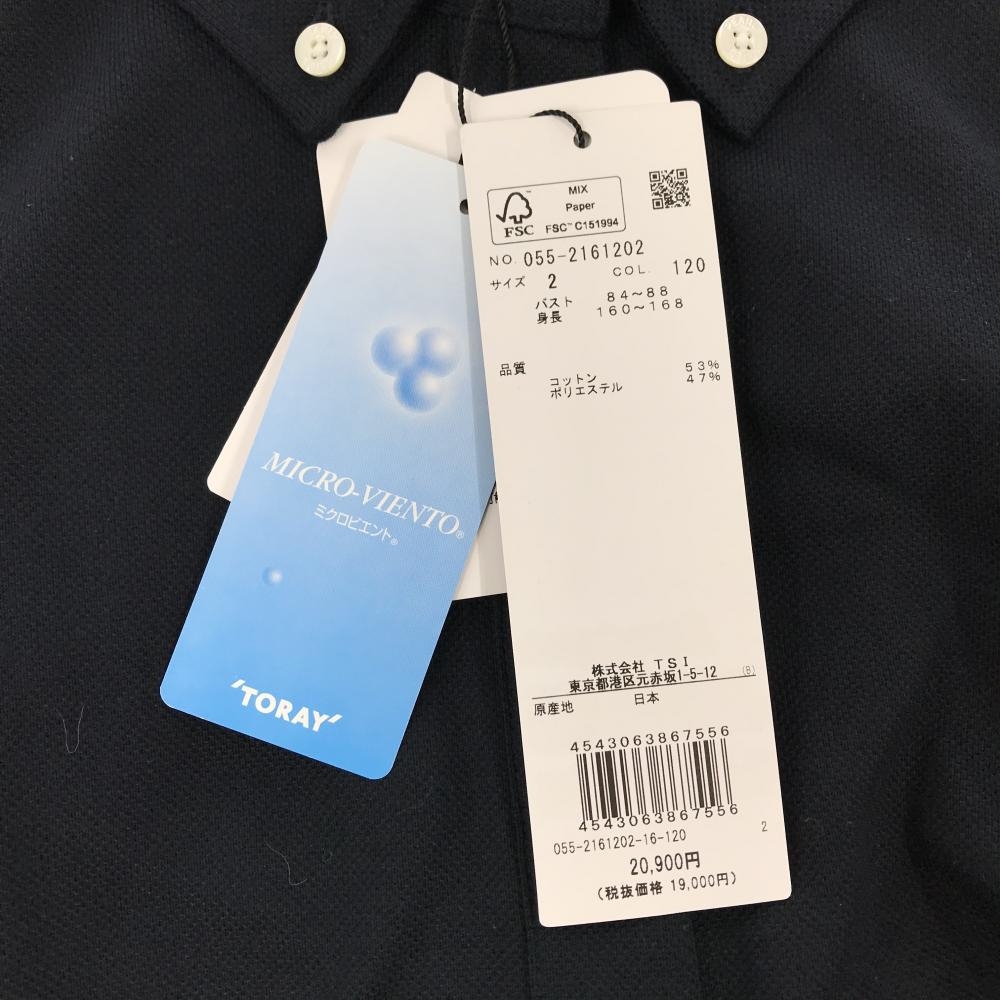 MIX
Paper
FSC
FSC™ C151994
NO. 055-2161202
サイズ 2 COL. 120
バスト 84～88
身長 160～168
品質
コットン 53%
ポリエステル 47%
MICRO-VIENTO®
ミクロビエント®
'TORAY'
株式会社 TSI
東京都港区元赤坂1-5-12 (B)
原産地 日本
4543063867556
4543063867556
055-2161202-16-120 2
20,900円
(税抜価格 19,000円)